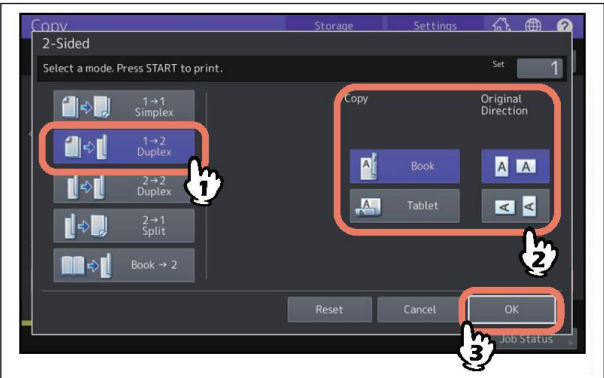 Copy
Storage
Settings
?
2-Sided
Select a mode. Press START to print.
Set
1
1→1
Simplex
1→2
Duplex
2→2
Duplex
2→1
Split
Book → 2
Copy
Original
Direction
A
Book
A A
A
Tablet
A A
1
2
Reset
Cancel
OK
3
Job Status